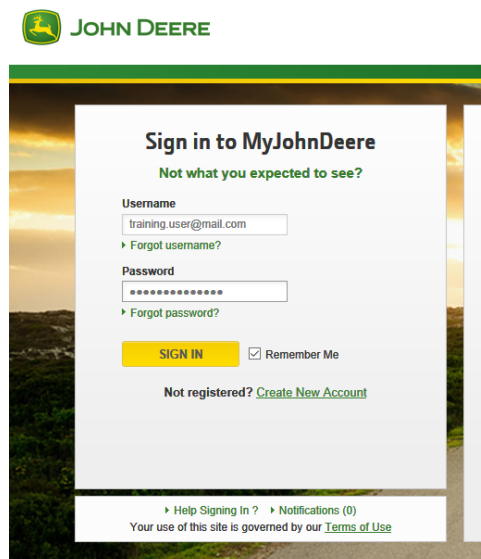 JOHN DEERE
Sign in to MyJohnDeere
Not what you expected to see?
Username
training.user@mail.com
Forgot username?
Password
Forgot password?
SIGN IN Remember Me
Not registered? Create New Account
Help Signing In ? Notifications (0)
Your use of this site is governed by our Terms of Use